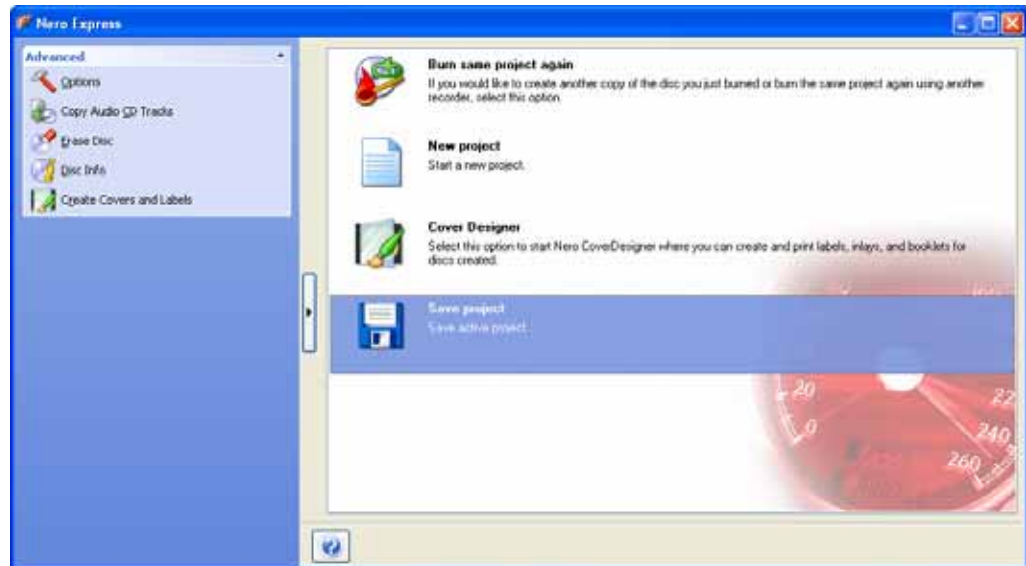 Nero Express
Advanced
Options
Copy Audio CD Tracks
Erase Disc
Disc Info
Create Covers and Labels
Burn same project again
If you would like to create another copy of the disc you just burned or burn the same project again using another
recorder, select this option.
New project
Start a new project.
Cover Designer
Select this option to start Nero CoverDesigner where you can create and print labels, inlays, and booklets for
discs created.
Save project
Save active project.
20
0
22
240
260